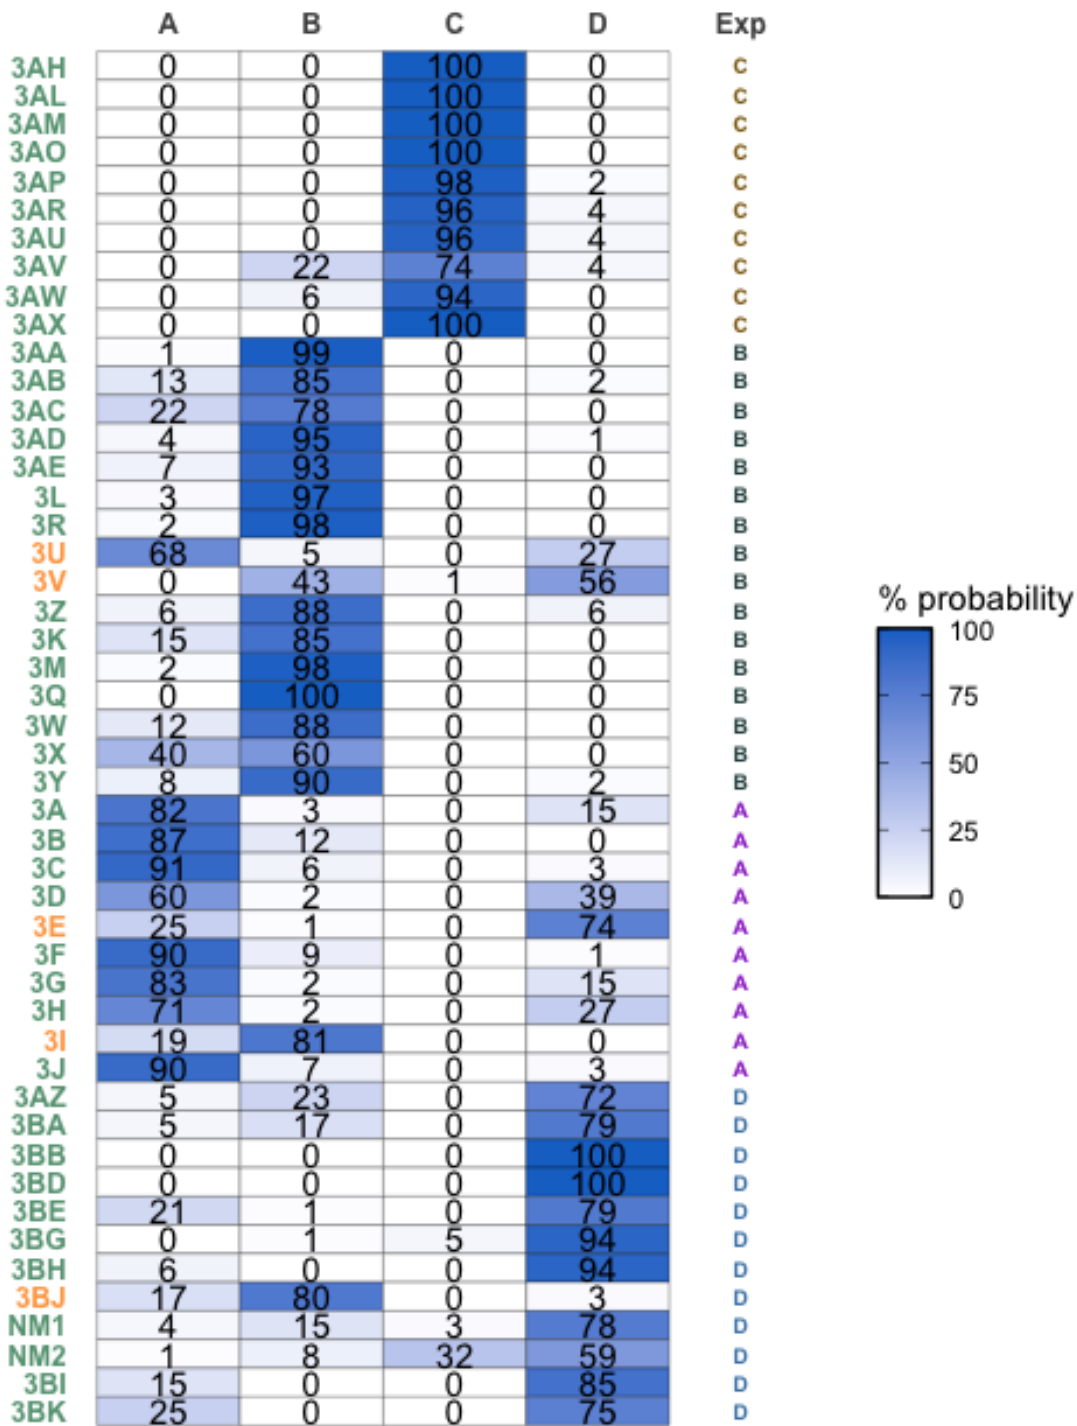 A B C D Exp
3AH 0 0 100 0 C
3AL 0 0 100 0 C
3AM 0 0 100 0 C
3AO 0 0 100 0 C
3AP 0 0 98 2 C
3AR 0 0 96 4 C
3AU 0 0 96 4 C
3AV 0 22 74 4 C
3AW 0 6 94 0 C
3AX 0 0 100 0 C
3AA 1 99 0 0 B
3AB 13 85 0 2 B
3AC 22 78 0 0 B
3AD 4 95 0 1 B
3AE 7 93 0 0 B
3L 3 97 0 0 B
3R 2 98 0 0 B
3U 68 5 0 27 B
3V 0 43 1 56 B
3Z 6 88 0 6 B
3K 15 85 0 0 B
3M 2 98 0 0 B
3Q 0 100 0 0 B
3W 12 88 0 0 B
3X 40 60 0 0 B
3Y 8 90 0 2 B
3A 82 3 0 15 A
3B 87 12 0 0 A
3C 91 6 0 3 A
3D 60 2 0 39 A
3E 25 1 0 74 A
3F 90 9 0 1 A
3G 83 2 0 15 A
3H 71 2 0 27 A
3I 19 81 0 0 A
3J 90 7 0 3 A
3AZ 5 23 0 72 D
3BA 5 17 0 79 D
3BB 0 0 0 100 D
3BD 0 0 0 100 D
3BE 21 1 0 79 D
3BG 0 1 5 94 D
3BH 6 0 0 94 D
3BJ 17 80 0 3 D
NM1 4 15 3 78 D
NM2 1 8 32 59 D
3BI 15 0 0 85 D
3BK 25 0 0 75 D
% probability
100
75
50
25
0